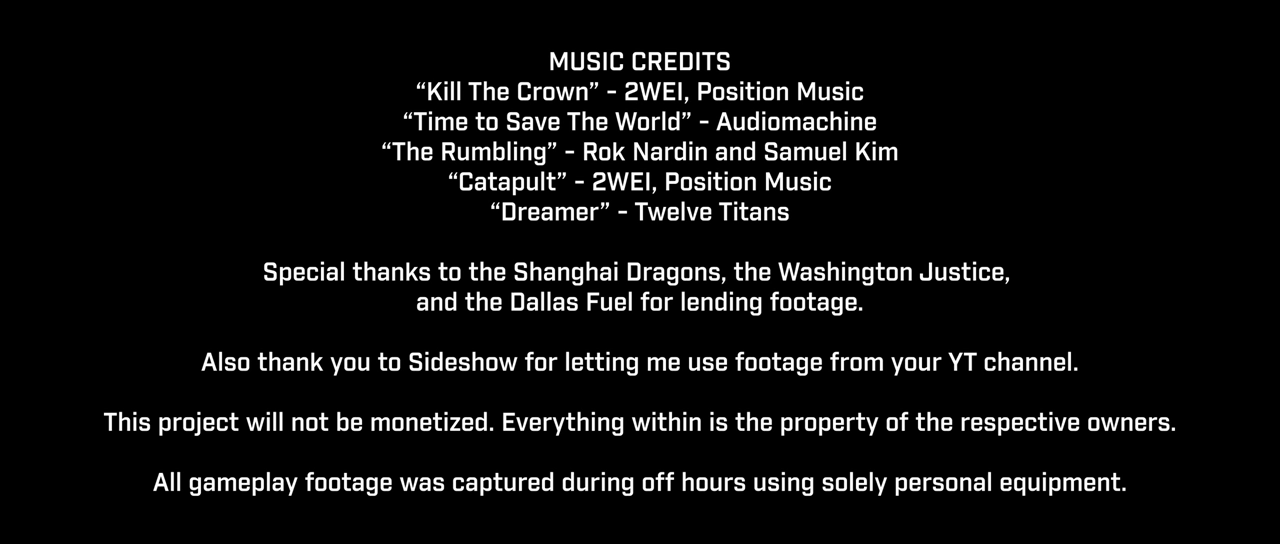 MUSIC CREDITS
“Kill The Crown” - 2WEI, Position Music
“Time to Save The World” - Audiomachine
“The Rumbling” - Rok Nardin and Samuel Kim
“Catapult” - 2WEI, Position Music
“Dreamer” - Twelve Titans
Special thanks to the Shanghai Dragons, the Washington Justice,
and the Dallas Fuel for lending footage.
Also thank you to Sideshow for letting me use footage from your YT channel.
This project will not be monetized. Everything within is the property of the respective owners.
All gameplay footage was captured during off hours using solely personal equipment.